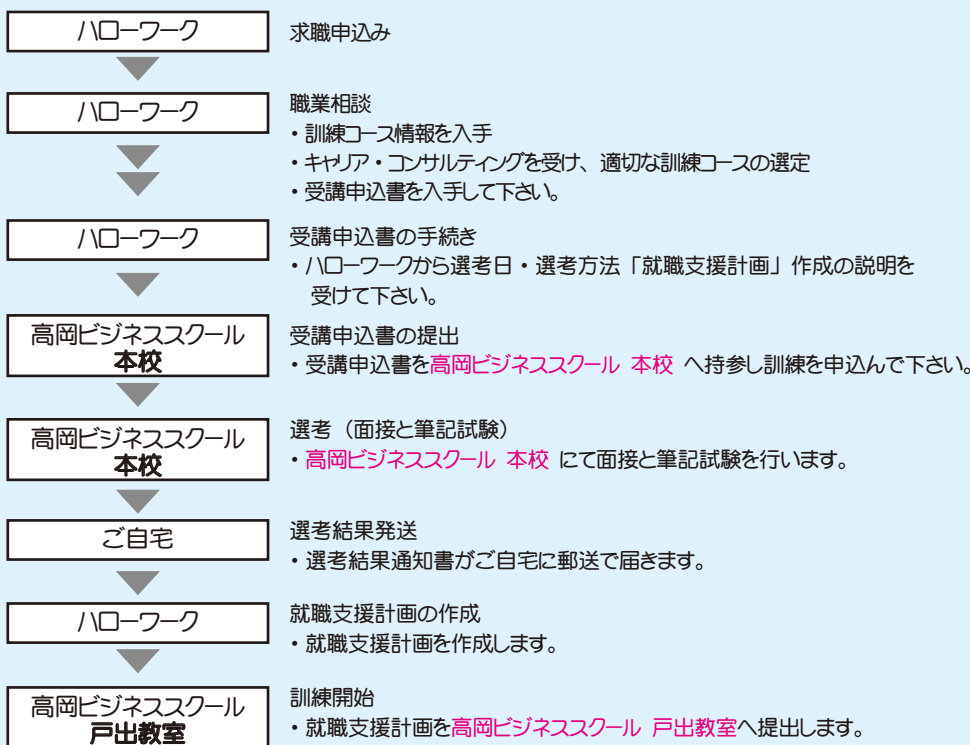 ハローワーク
求職申込み
ハローワーク
職業相談
・訓練コース情報を入手
・キャリア・コンサルティングを受け、適切な訓練コースの選定
・受講申込書を入手して下さい。
ハローワーク
受講申込書の手続き
・ハローワークから選考日・選考方法「就職支援計画」作成の説明を
受けて下さい。
高岡ビジネススクール
本校
受講申込書の提出
・受講申込書を高岡ビジネススクール 本校 へ持参し訓練を申込んで下さい。
高岡ビジネススクール
本校
選考（面接と筆記試験）
・高岡ビジネススクール 本校 にて面接と筆記試験を行います。
ご自宅
選考結果発送
・選考結果通知書がご自宅に郵送で届きます。
ハローワーク
就職支援計画の作成
・就職支援計画を作成します。
高岡ビジネススクール
戸出教室
訓練開始
・就職支援計画を高岡ビジネススクール 戸出教室へ提出します。